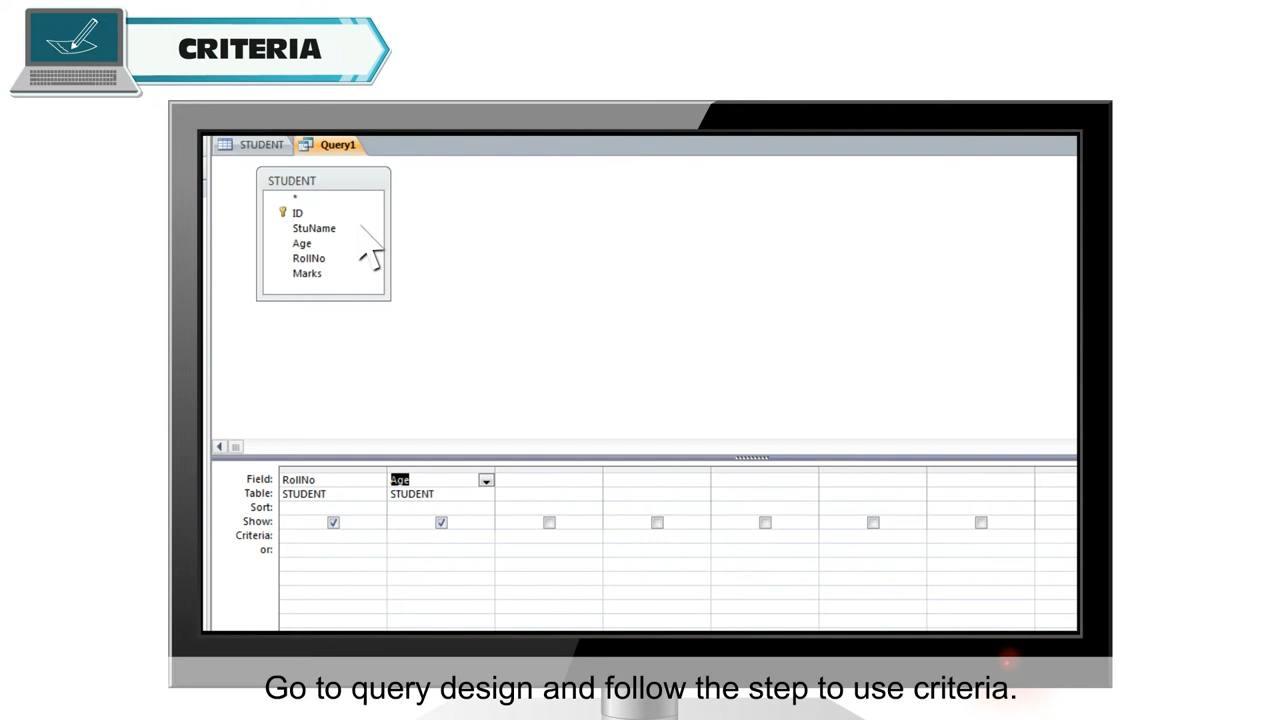 CRITERIA
STUDENT Query1
STUDENT
*
ID
StuName
Age
RollNo
Marks
Field: RollNo Age
Table: STUDENT STUDENT
Sort:
Show:
Criteria:
or:
Go to query design and follow the step to use criteria.